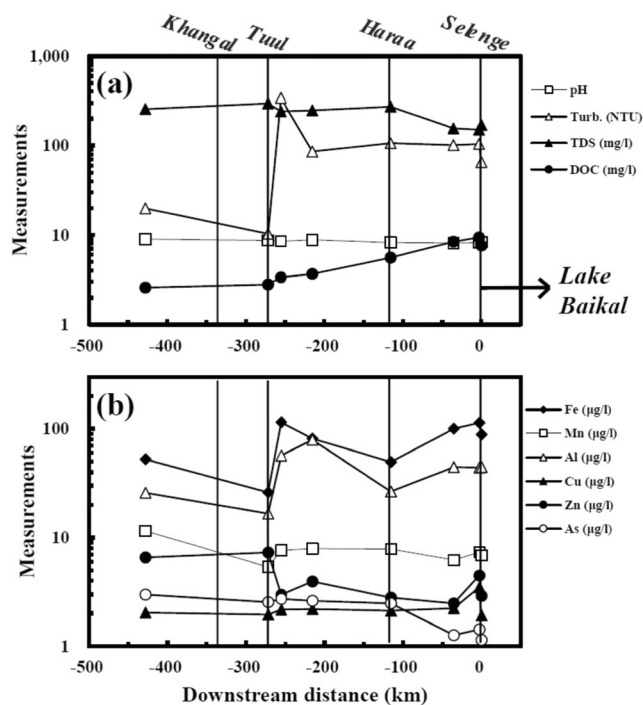 Khangal Tuul Haraa Selenge
1,000
(a)
100
10
1
Measurements
-500 -400 -300 -200 -100 0
pH
Turb. (NTU)
TDS (mg/l)
DOC (mg/l)
Lake
Baikal
(b)
100
10
1
Measurements
-500 -400 -300 -200 -100 0
Downstream distance (km)
Fe (µg/l)
Mn (µg/l)
Al (µg/l)
Cu (µg/l)
Zn (µg/l)
As (µg/l)